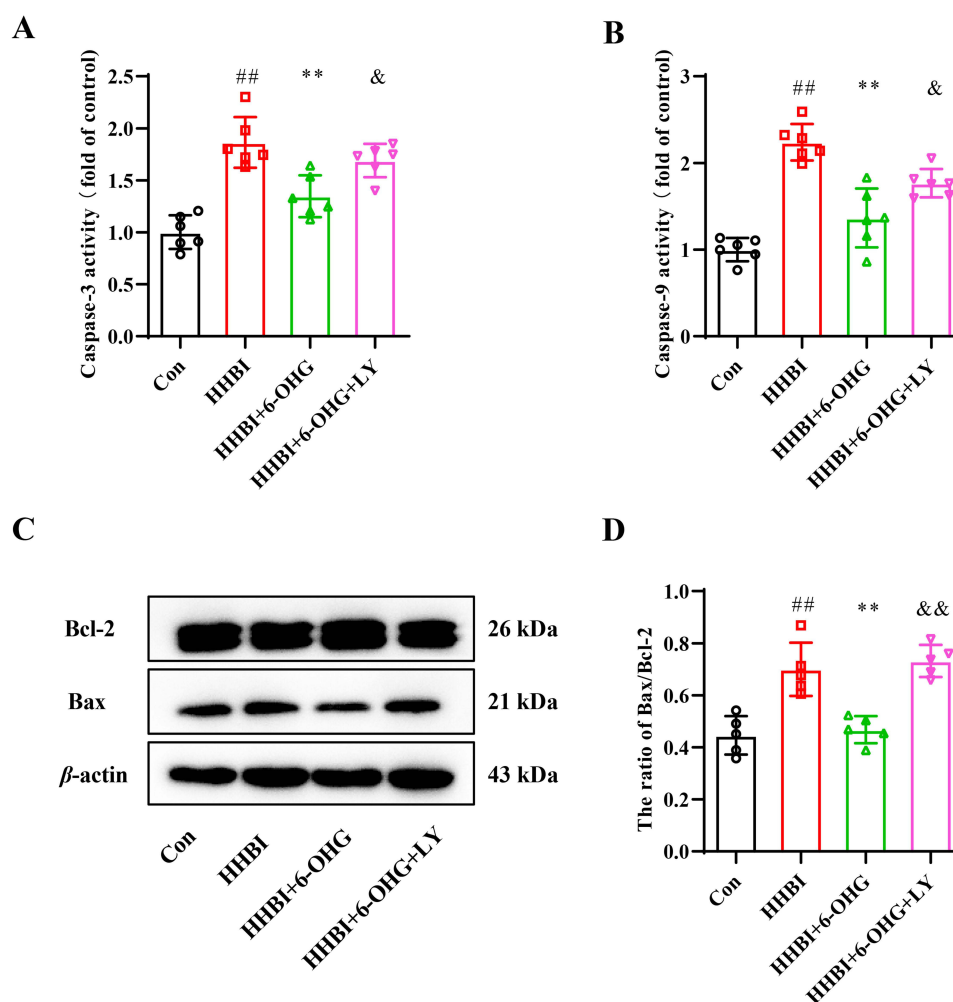 A
Caspase-3 activity（fold of control)
2.5
2.0
1.5
1.0
0.5
0.0
##
**
&
Con
HHBI
HHBI+6-OHG
HHBI+6-OHG+LY
B
Caspase-9 activity（fold of control)
3
2
1
0
##
**
&
Con
HHBI
HHBI+6-OHG
HHBI+6-OHG+LY
C
Bcl-2
26 kDa
Bax
21 kDa
β-actin
43 kDa
Con
HHBI
HHBI+6-OHG
HHBI+6-OHG+LY
D
The ratio of Bax/Bcl-2
1.0
0.8
0.6
0.4
0.2
0.0
##
**
&&
Con
HHBI
HHBI+6-OHG
HHBI+6-OHG+LY